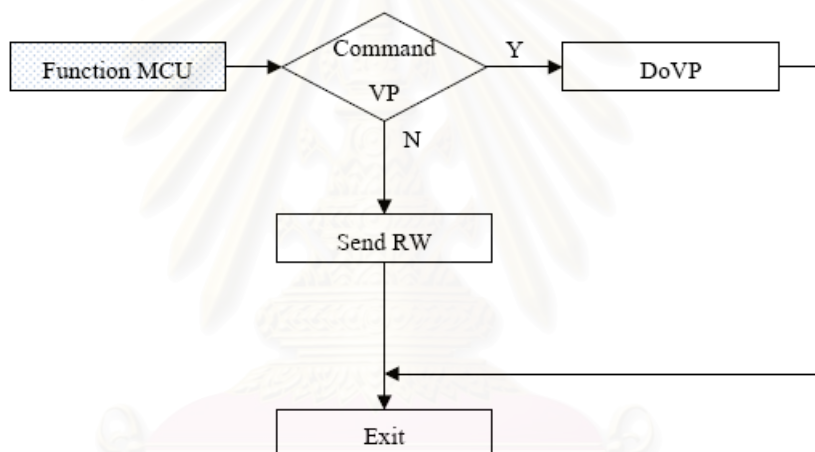 Function MCU
Command
VP
Y
DoVP
N
Send RW
Exit